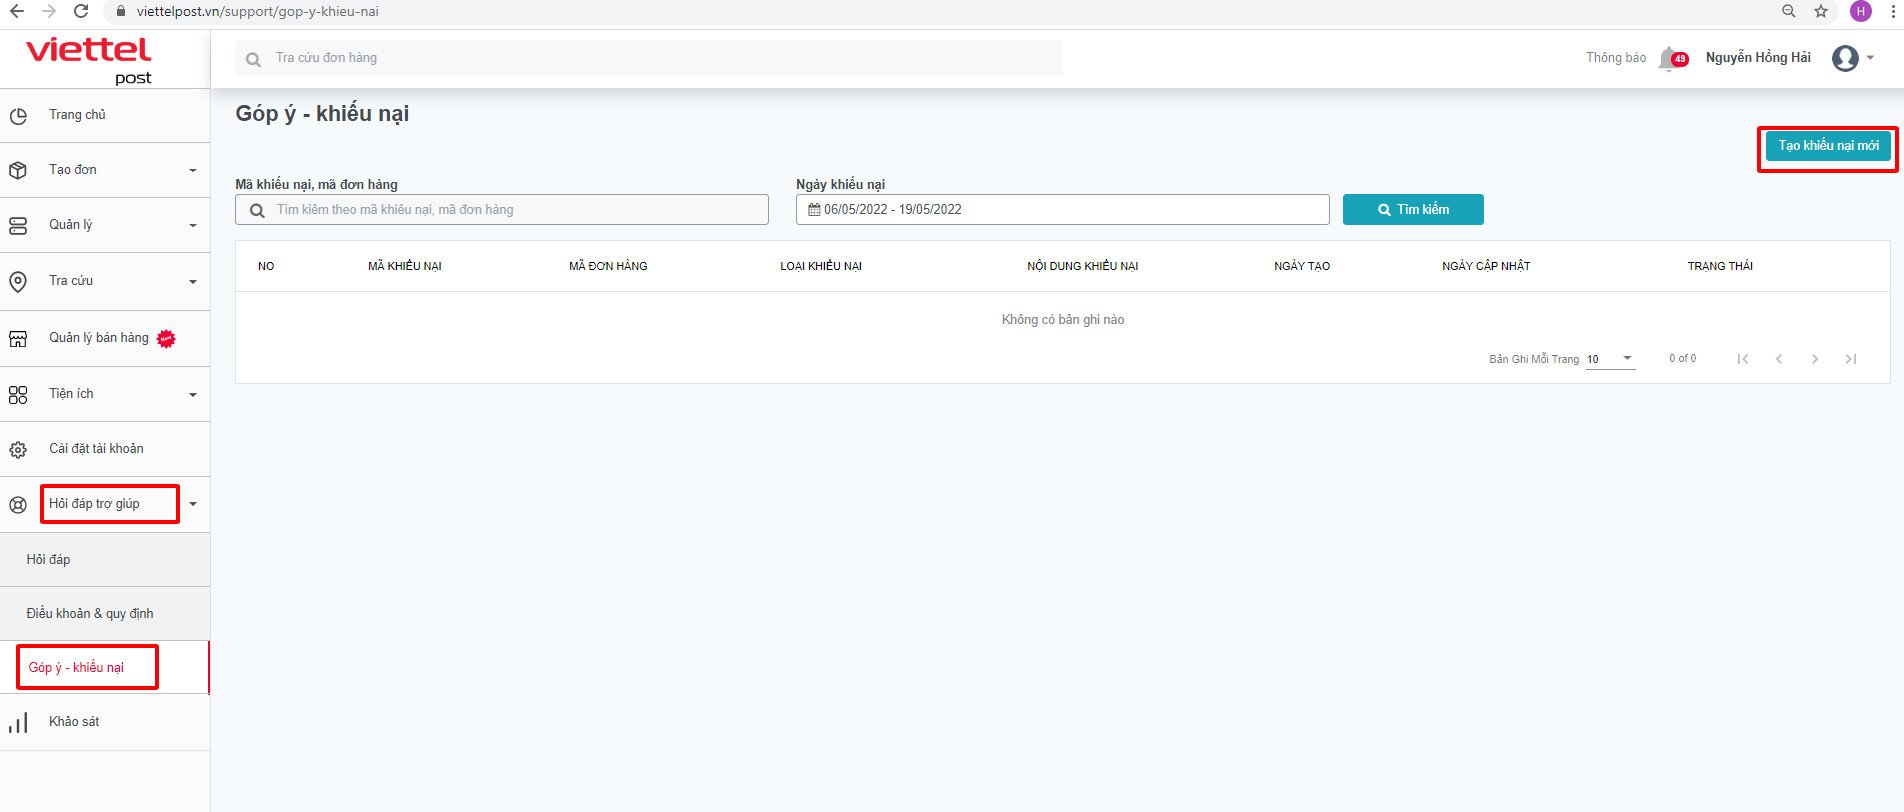 viettelpost.vn/support/gop-y-khieu-nai
H
viettel
post
Tra cứu đơn hàng
Thông báo
49
Nguyễn Hồng Hải
Trang chủ
Tạo đơn
Quản lý
Tra cứu
Quản lý bán hàng
New
Tiện ích
Cài đặt tài khoản
Hỏi đáp trợ giúp
Hỏi đáp
Điều khoản & quy định
Góp ý - khiếu nại
Khảo sát
Góp ý - khiếu nại
Tạo khiếu nại mới
Mã khiếu nại, mã đơn hàng
Ngày khiếu nại
Tìm kiếm theo mã khiếu nại, mã đơn hàng
06/05/2022 - 19/05/2022
Tìm kiếm
NO MÃ KHIẾU NẠI MÃ ĐƠN HÀNG LOẠI KHIẾU NẠI NỘI DUNG KHIẾU NẠI NGÀY TẠO NGÀY CẬP NHẬT TRẠNG THÁI
Không có bản ghi nào
Bản Ghi Mỗi Trang 10 0 of 0